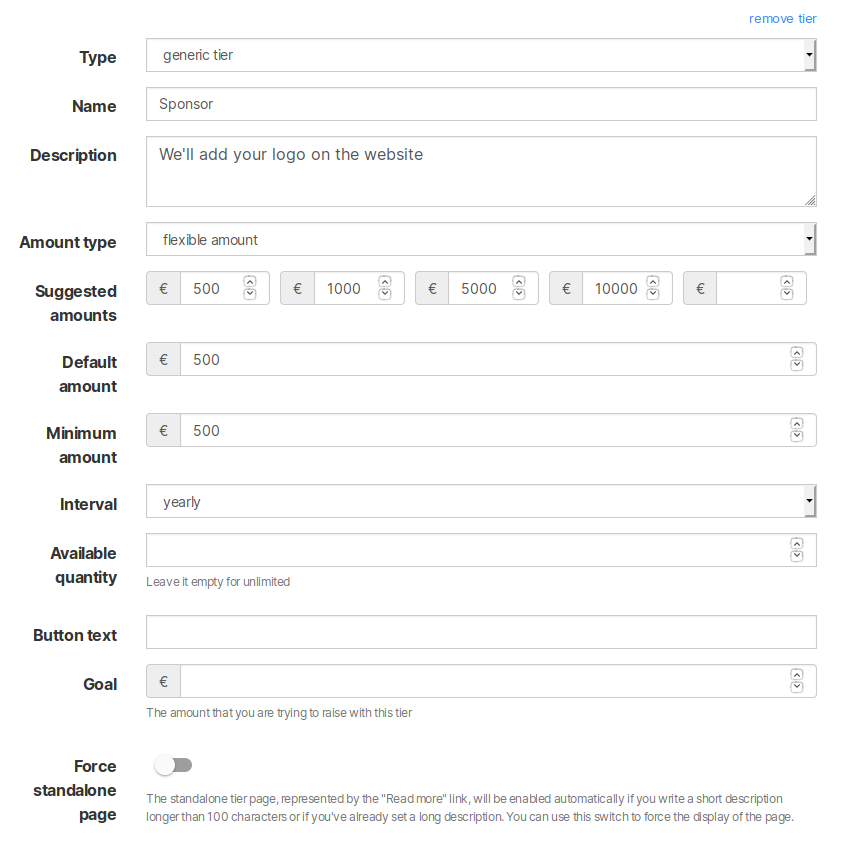 remove tier
Type
generic tier
Name
Sponsor
Description
We'll add your logo on the website
Amount type
flexible amount
Suggested
amounts
€ 500 € 1000 € 5000 € 10000 €
Default
amount
€ 500
Minimum
amount
€ 500
Interval
yearly
Available
quantity
Leave it empty for unlimited
Button text
Goal
€
The amount that you are trying to raise with this tier
Force
standalone
page
The standalone tier page, represented by the "Read more" link, will be enabled automatically if you write a short description
longer than 100 characters or if you've already set a long description. You can use this switch to force the display of the page.